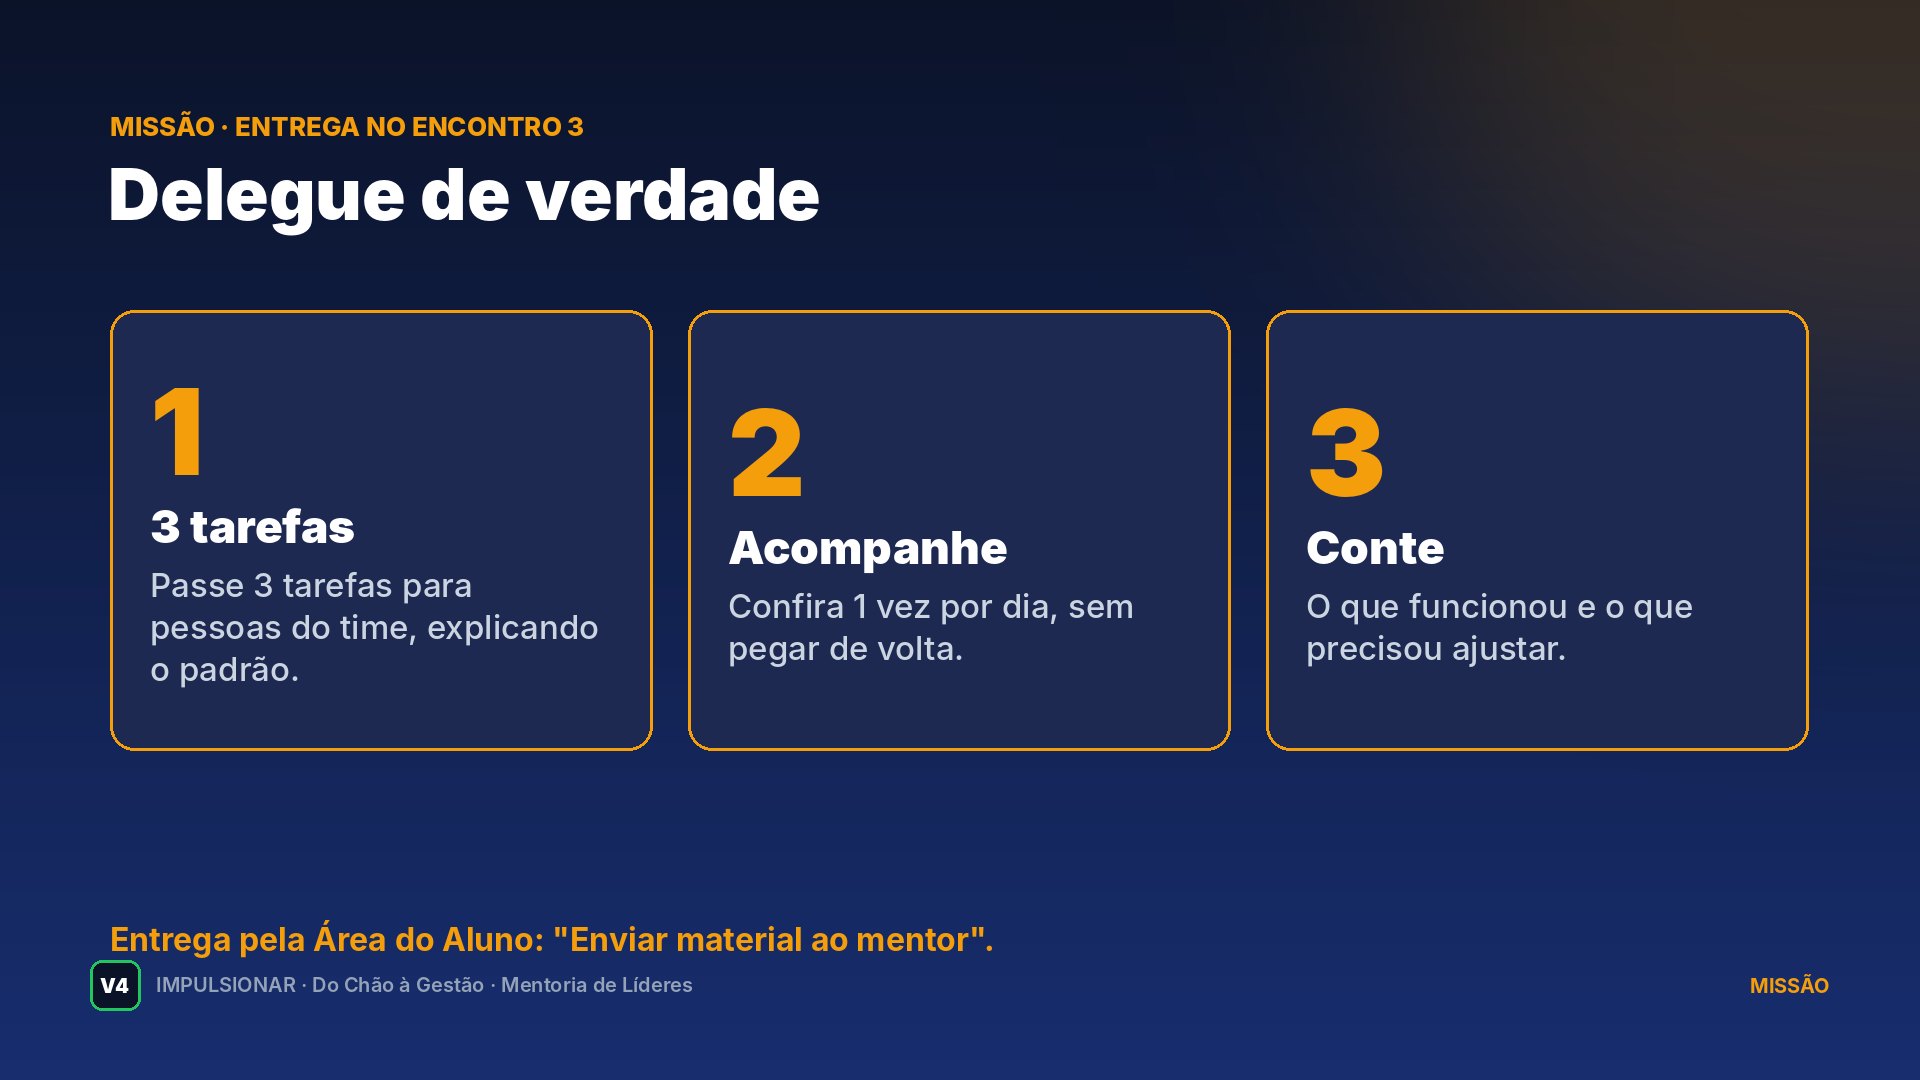 MISSÃO · ENTREGA NO ENCONTRO 3
Delegue de verdade
1
3 tarefas
Passe 3 tarefas para
pessoas do time, explicando
o padrão.
2
Acompanhe
Confira 1 vez por dia, sem
pegar de volta.
3
Conte
O que funcionou e o que
precisou ajustar.
Entrega pela Área do Aluno: "Enviar material ao mentor".
V4
IMPULSIONAR · Do Chão à Gestão · Mentoria de Líderes
MISSÃO